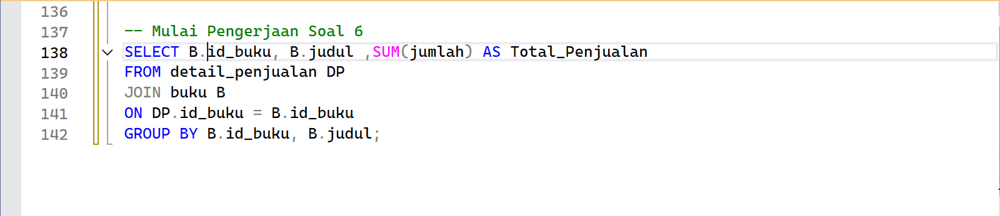 136
137 -- Mulai Pengerjaan Soal 6
138 SELECT B.id_buku, B.judul ,SUM(jumlah) AS Total_Penjualan
139 FROM detail_penjualan DP
140 JOIN buku B
141 ON DP.id_buku = B.id_buku
142 GROUP BY B.id_buku, B.judul;